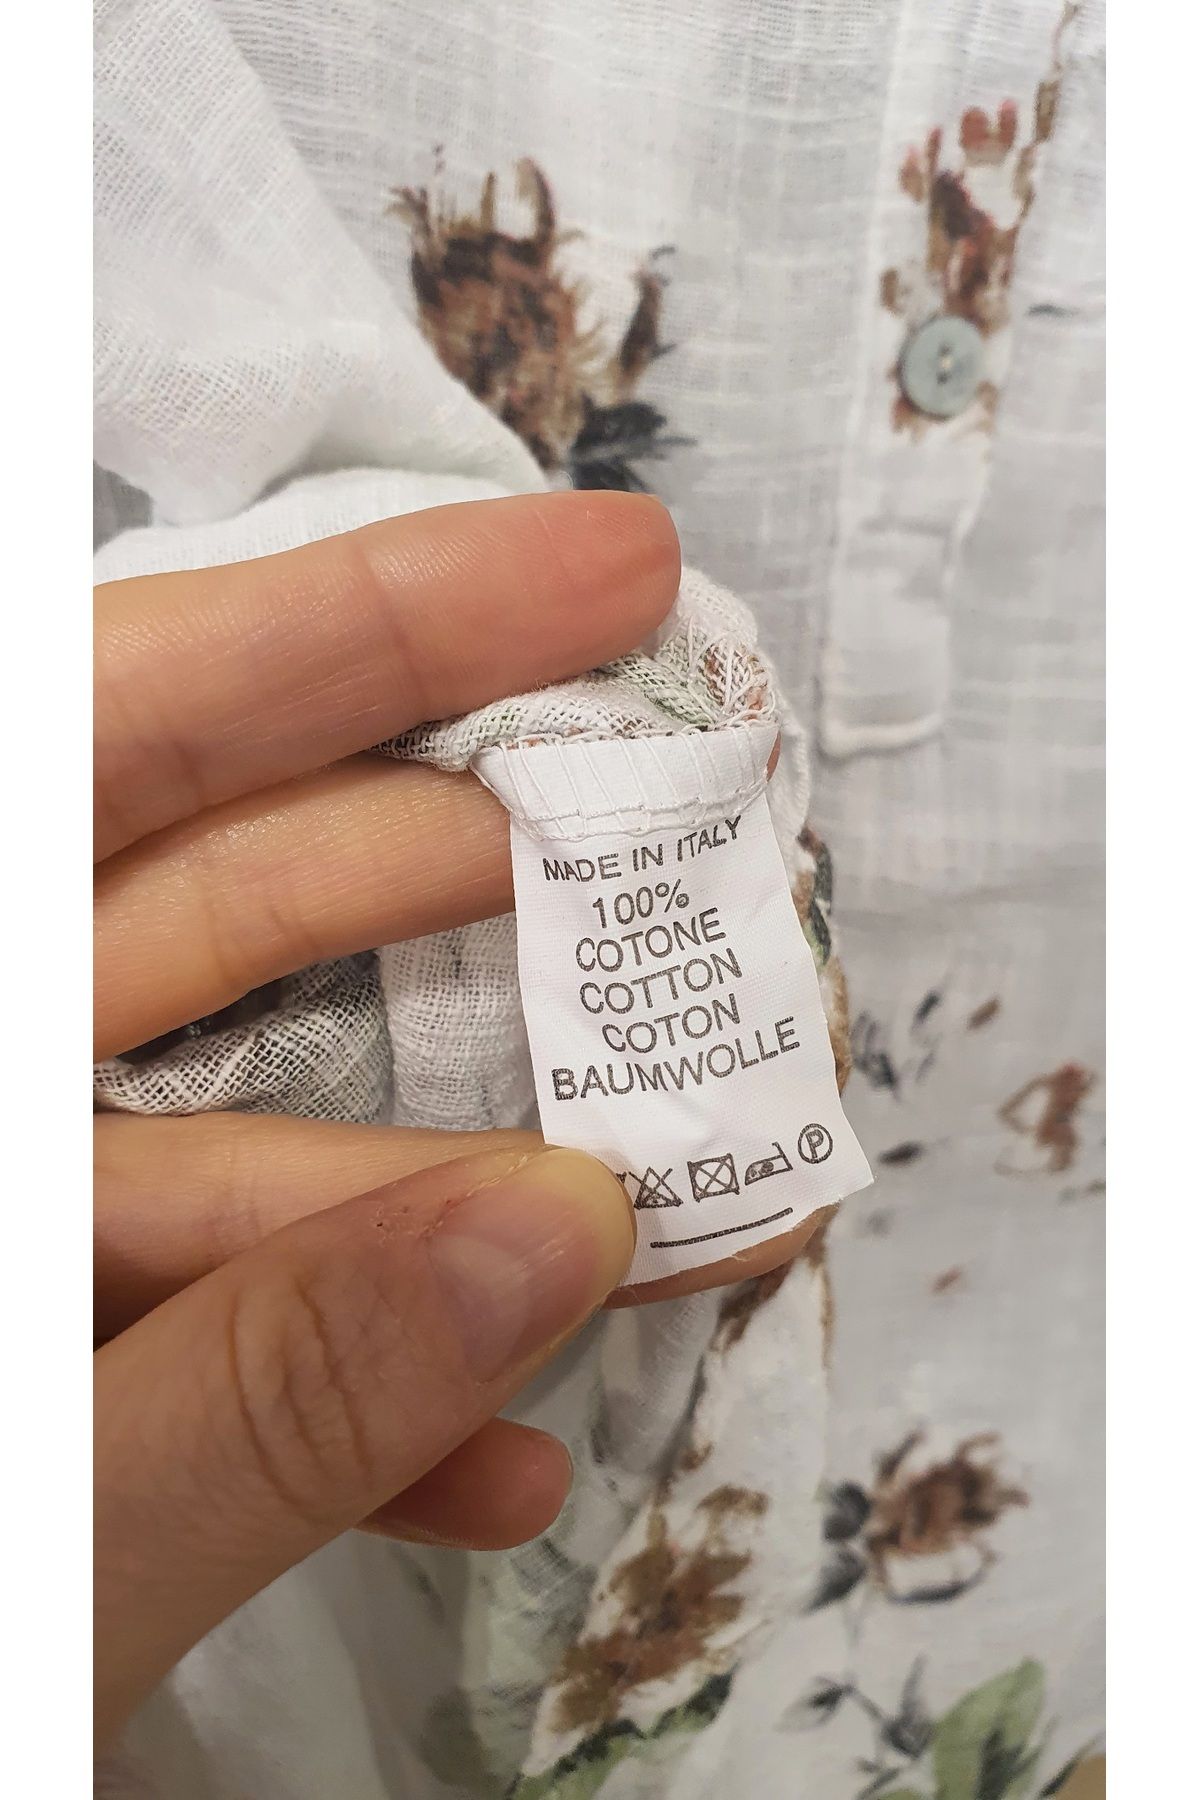 MADE IN ITALY
100%
COTONE
COTTON
COTON
BAUMWOLLE
P